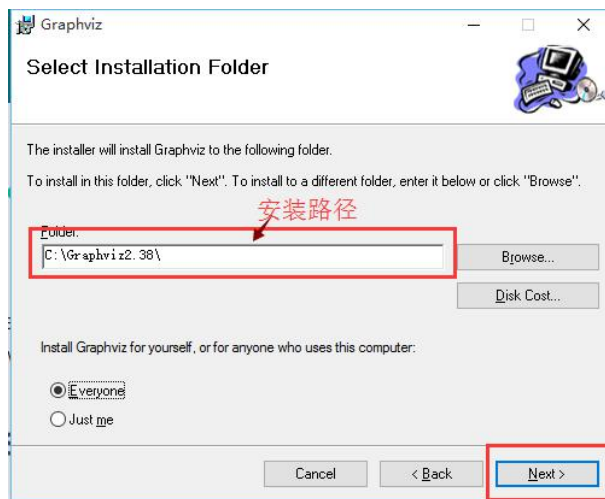 Graphviz
Select Installation Folder
The installer will install Graphviz to the following folder.
To install in this folder, click "Next". To install to a different folder, enter it below or click "Browse".
安装路径
Folder:
C:\Graphviz2.38\
Browse...
Disk Cost...
Install Graphviz for yourself, or for anyone who uses this computer:
Everyone
Just me
Cancel
< Back
Next >